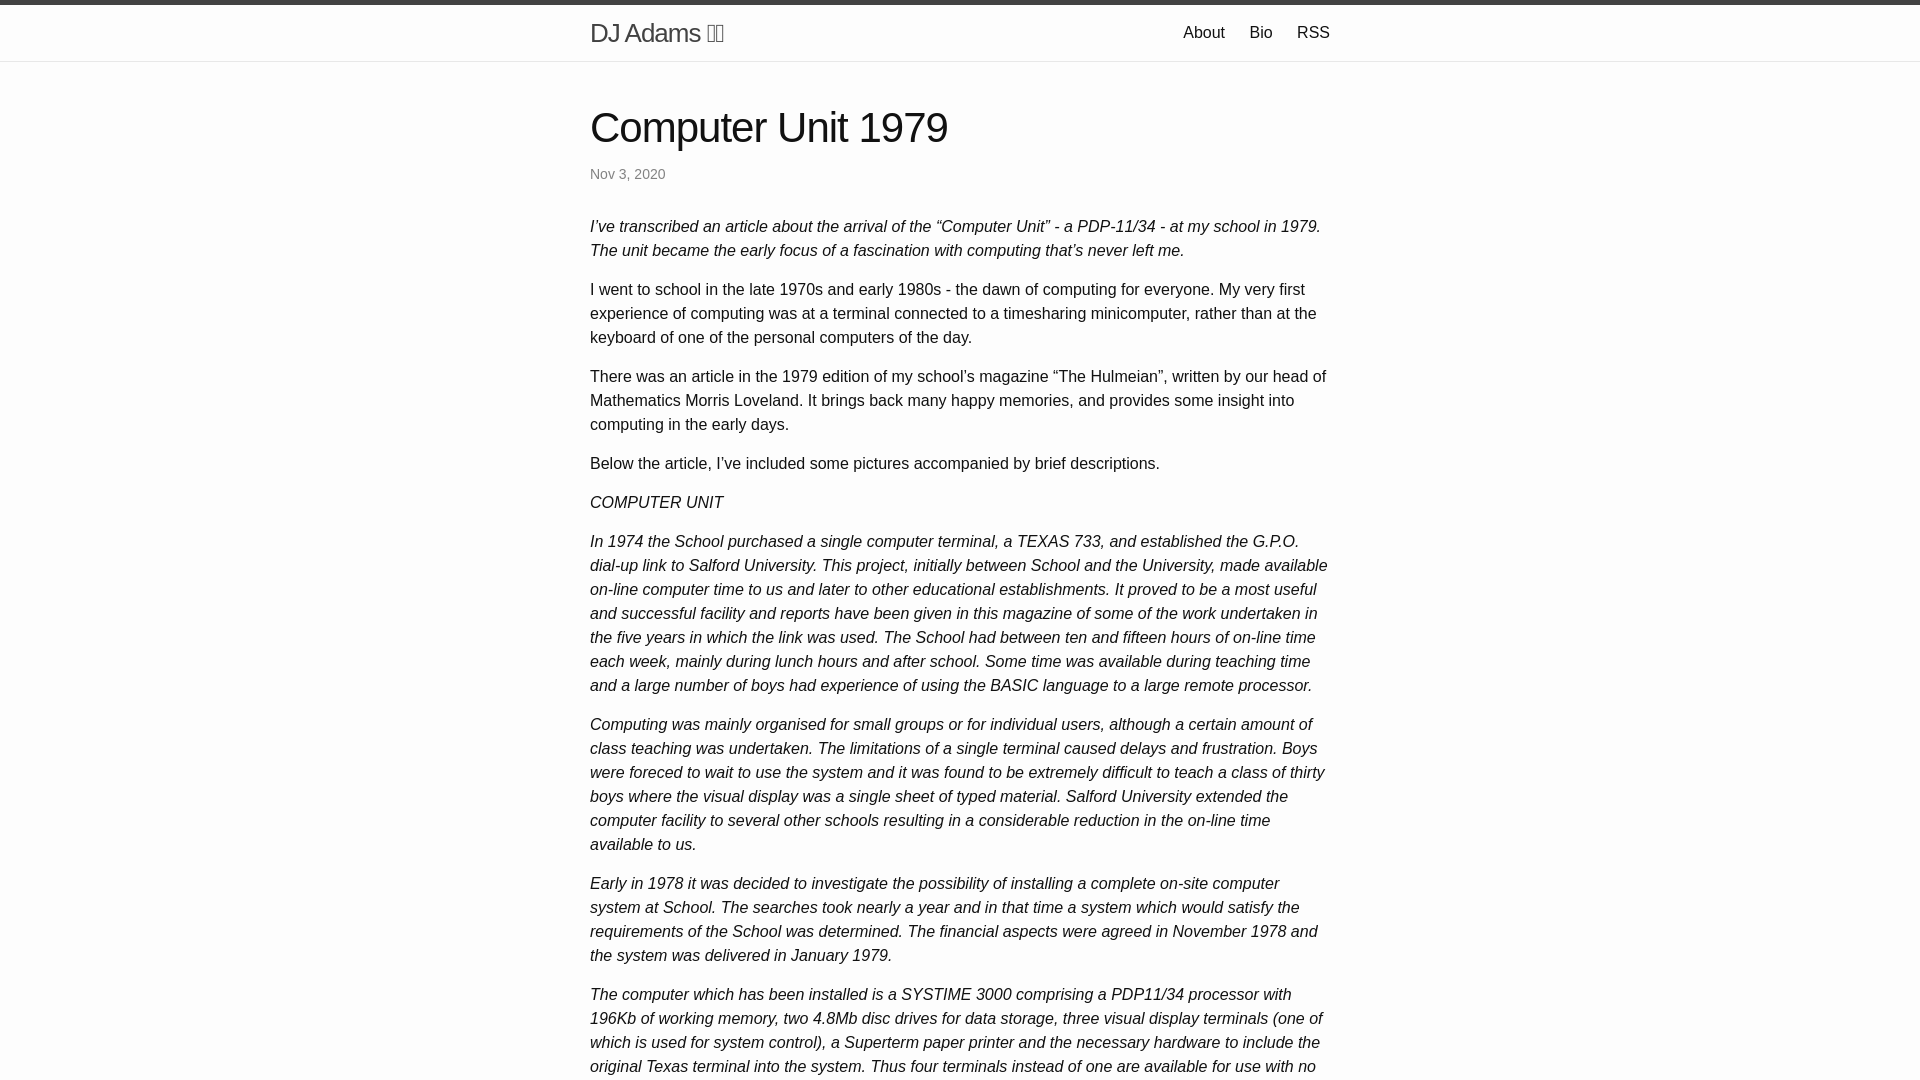 DJ Adams
About Bio RSS
Computer Unit 1979
Nov 3, 2020
I’ve transcribed an article about the arrival of the “Computer Unit” - a PDP-11/34 - at my school in 1979.
The unit became the early focus of a fascination with computing that’s never left me.
I went to school in the late 1970s and early 1980s - the dawn of computing for everyone. My very first
experience of computing was at a terminal connected to a timesharing minicomputer, rather than at the
keyboard of one of the personal computers of the day.
There was an article in the 1979 edition of my school’s magazine “The Hulmeian”, written by our head of
Mathematics Morris Loveland. It brings back many happy memories, and provides some insight into
computing in the early days.
Below the article, I’ve included some pictures accompanied by brief descriptions.
COMPUTER UNIT
In 1974 the School purchased a single computer terminal, a TEXAS 733, and established the G.P.O.
dial-up link to Salford University. This project, initially between School and the University, made available
on-line computer time to us and later to other educational establishments. It proved to be a most useful
and successful facility and reports have been given in this magazine of some of the work undertaken in
the five years in which the link was used. The School had between ten and fifteen hours of on-line time
each week, mainly during lunch hours and after school. Some time was available during teaching time
and a large number of boys had experience of using the BASIC language to a large remote processor.
Computing was mainly organised for small groups or for individual users, although a certain amount of
class teaching was undertaken. The limitations of a single terminal caused delays and frustration. Boys
were foreced to wait to use the system and it was found to be extremely difficult to teach a class of thirty
boys where the visual display was a single sheet of typed material. Salford University extended the
computer facility to several other schools resulting in a considerable reduction in the on-line time
available to us.
Early in 1978 it was decided to investigate the possibility of installing a complete on-site computer
system at School. The searches took nearly a year and in that time a system which would satisfy the
requirements of the School was determined. The financial aspects were agreed in November 1978 and
the system was delivered in January 1979.
The computer which has been installed is a SYSTIME 3000 comprising a PDP11/34 processor with
196Kb of working memory, two 4.8Mb disc drives for data storage, three visual display terminals (one of
which is used for system control), a Superterm paper printer and the necessary hardware to include the
original Texas terminal into the system. Thus four terminals instead of one are available for use with no